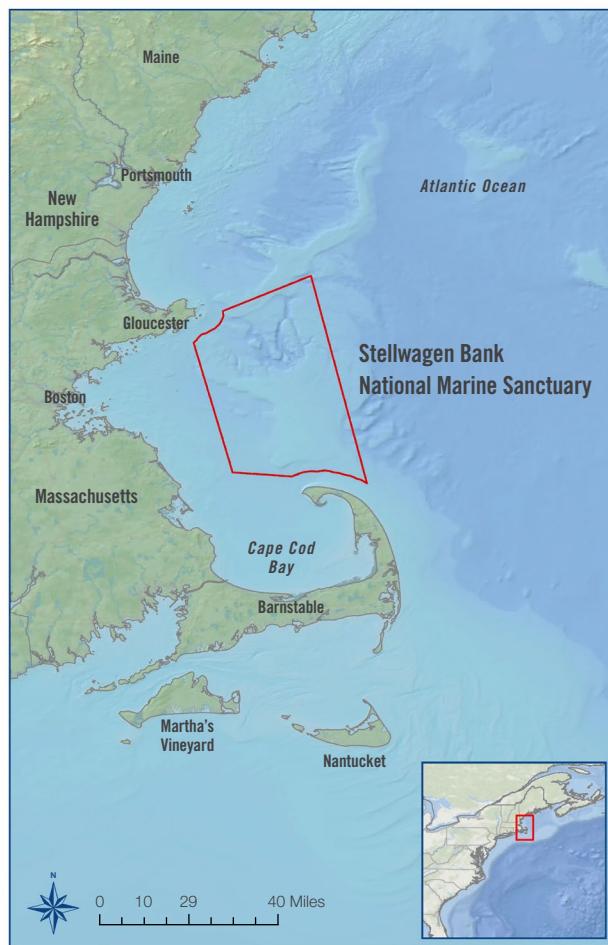 Maine
Portsmouth
Atlantic Ocean
New
Hampshire
Gloucester
Stellwagen Bank
National Marine Sanctuary
Boston
Massachusetts
Cape Cod
Bay
Barnstable
Martha's
Vineyard
Nantucket
N
0 10 29 40 Miles